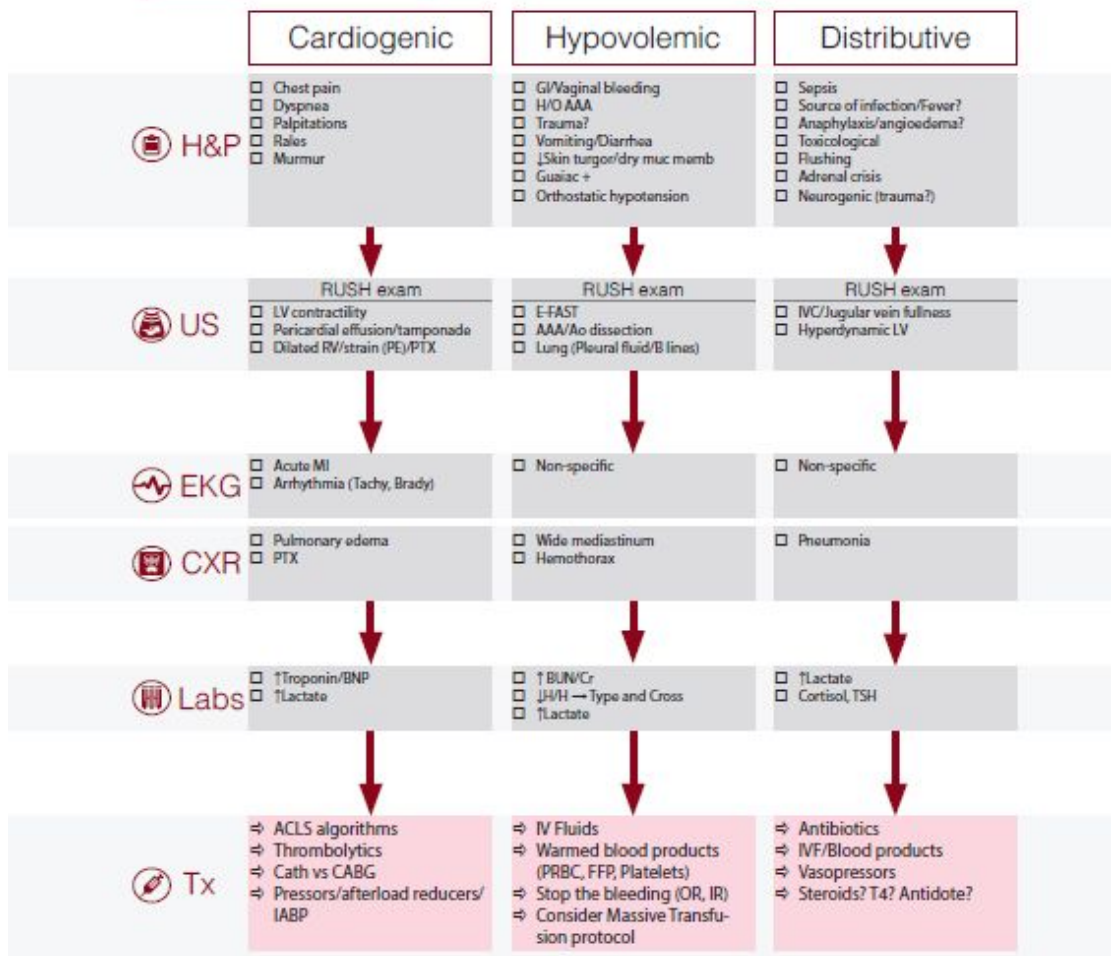 Cardiogenic
Hypovolemic
Distributive
H&P
☐ Chest pain
☐ Dyspnea
☐ Palpitations
☐ Rales
☐ Murmur
☐ GI/Vaginal bleeding
☐ H/O AAA
☐ Trauma?
☐ Vomiting/Diarrhea
☐ ↓Skin turgor/dry muc memb
☐ Guaiac +
☐ Orthostatic hypotension
☐ Sepsis
☐ Source of infection/Fever?
☐ Anaphylaxis/angioedema?
☐ Toxicological
☐ Flushing
☐ Adrenal crisis
☐ Neurogenic (trauma?)
US
RUSH exam
☐ LV contractility
☐ Pericardial effusion/tamponade
☐ Dilated RV/strain (PE)/PTX
RUSH exam
☐ E-FAST
☐ AAA/Ao dissection
☐ Lung (Pleural fluid/B lines)
RUSH exam
☐ IVC/Jugular vein fullness
☐ Hyperdynamic LV
EKG
☐ Acute MI
☐ Arrhythmia (Tachy, Brady)
☐ Non-specific
☐ Non-specific
CXR
☐ Pulmonary edema
☐ PTX
☐ Wide mediastinum
☐ Hemothorax
☐ Pneumonia
Labs
☐ ↑Troponin/BNP
☐ ↑Lactate
☐ ↑ BUN/Cr
☐ ↓H/H → Type and Cross
☐ ↑Lactate
☐ ↑Lactate
☐ Cortisol, TSH
Tx
⇨ ACLS algorithms
⇨ Thrombolytics
⇨ Cath vs CABG
⇨ Pressors/afterload reducers/
IABP
⇨ IV Fluids
⇨ Warmed blood products
(PRBC, FFP, Platelets)
⇨ Stop the bleeding (OR, IR)
⇨ Consider Massive Transfu-
sion protocol
⇨ Antibiotics
⇨ IVF/Blood products
⇨ Vasopressors
⇨ Steroids? T4? Antidote?